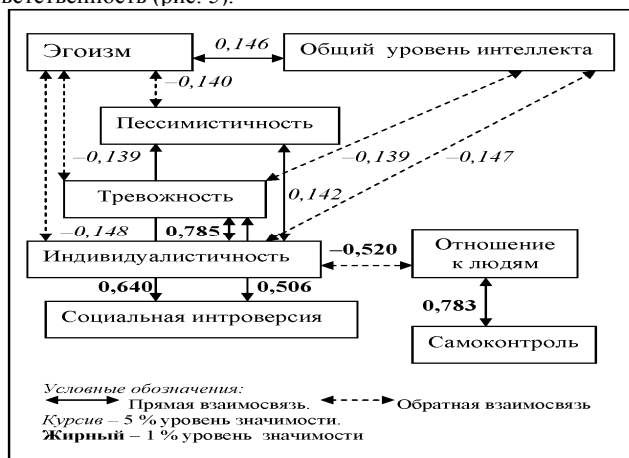 ветственность (рис. 3).
Эгоизм
0,146
Общий уровень интеллекта
–0,140
Пессимистичность
–0,139
–0,139
–0,147
Тревожность
0,142
–0,148
0,785
Индивидуалистичность
–0,520
Отношение
к людям
0,640
0,506
0,783
Социальная интроверсия
Самоконтроль
Условные обозначения:
Прямая взаимосвязь.
Обратная взаимосвязь
Курсив – 5 % уровень значимости.
Жирный – 1 % уровень значимости